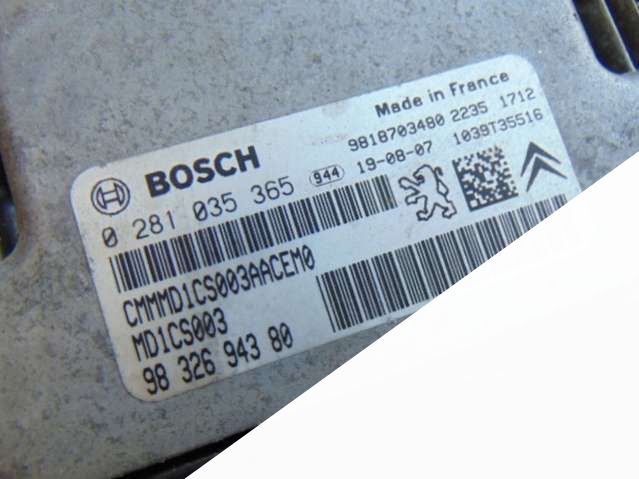 Made in France
BOSCH 9818703480 2235 1712
0 281 035 365 944 19-08-07 1039T35516
CMMMD1CS003AACEM0
MD1CS003
98 326 943 80